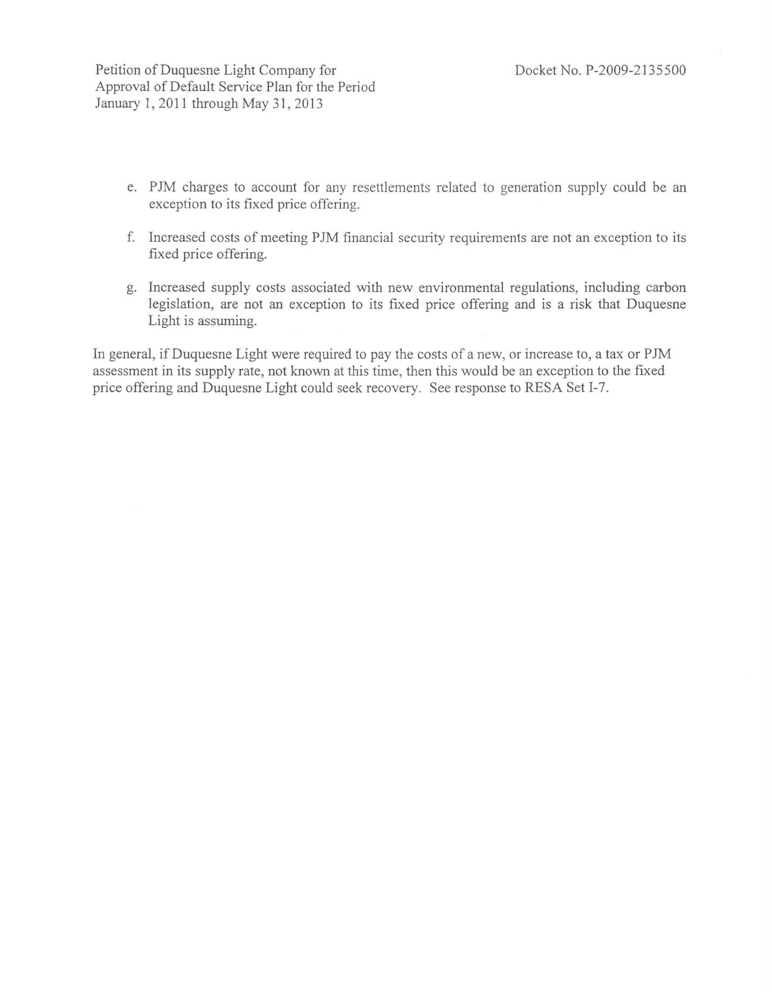 Petition of Duquesne Light Company for
Docket No. P-2009-2135500
Approval of Default Service Plan for the Period
January 1, 2011 through May 31, 2013
e. PJM charges to account for any resettlements related to generation supply could be an
exception to its fixed price offering.
f. Increased costs of meeting PJM financial security requirements are not an exception to its
fixed price offering.
g. Increased supply costs associated with new environmental regulations, including carbon
legislation, are not an exception to its fixed price offering and is a risk that Duquesne
Light is assuming.
In general, if Duquesne Light were required to pay the costs of a new, or increase to, a tax or PJM
assessment in its supply rate, not known at this time, then this would be an exception to the fixed
price offering and Duquesne Light could seek recovery. See response to RESA Set I-7.